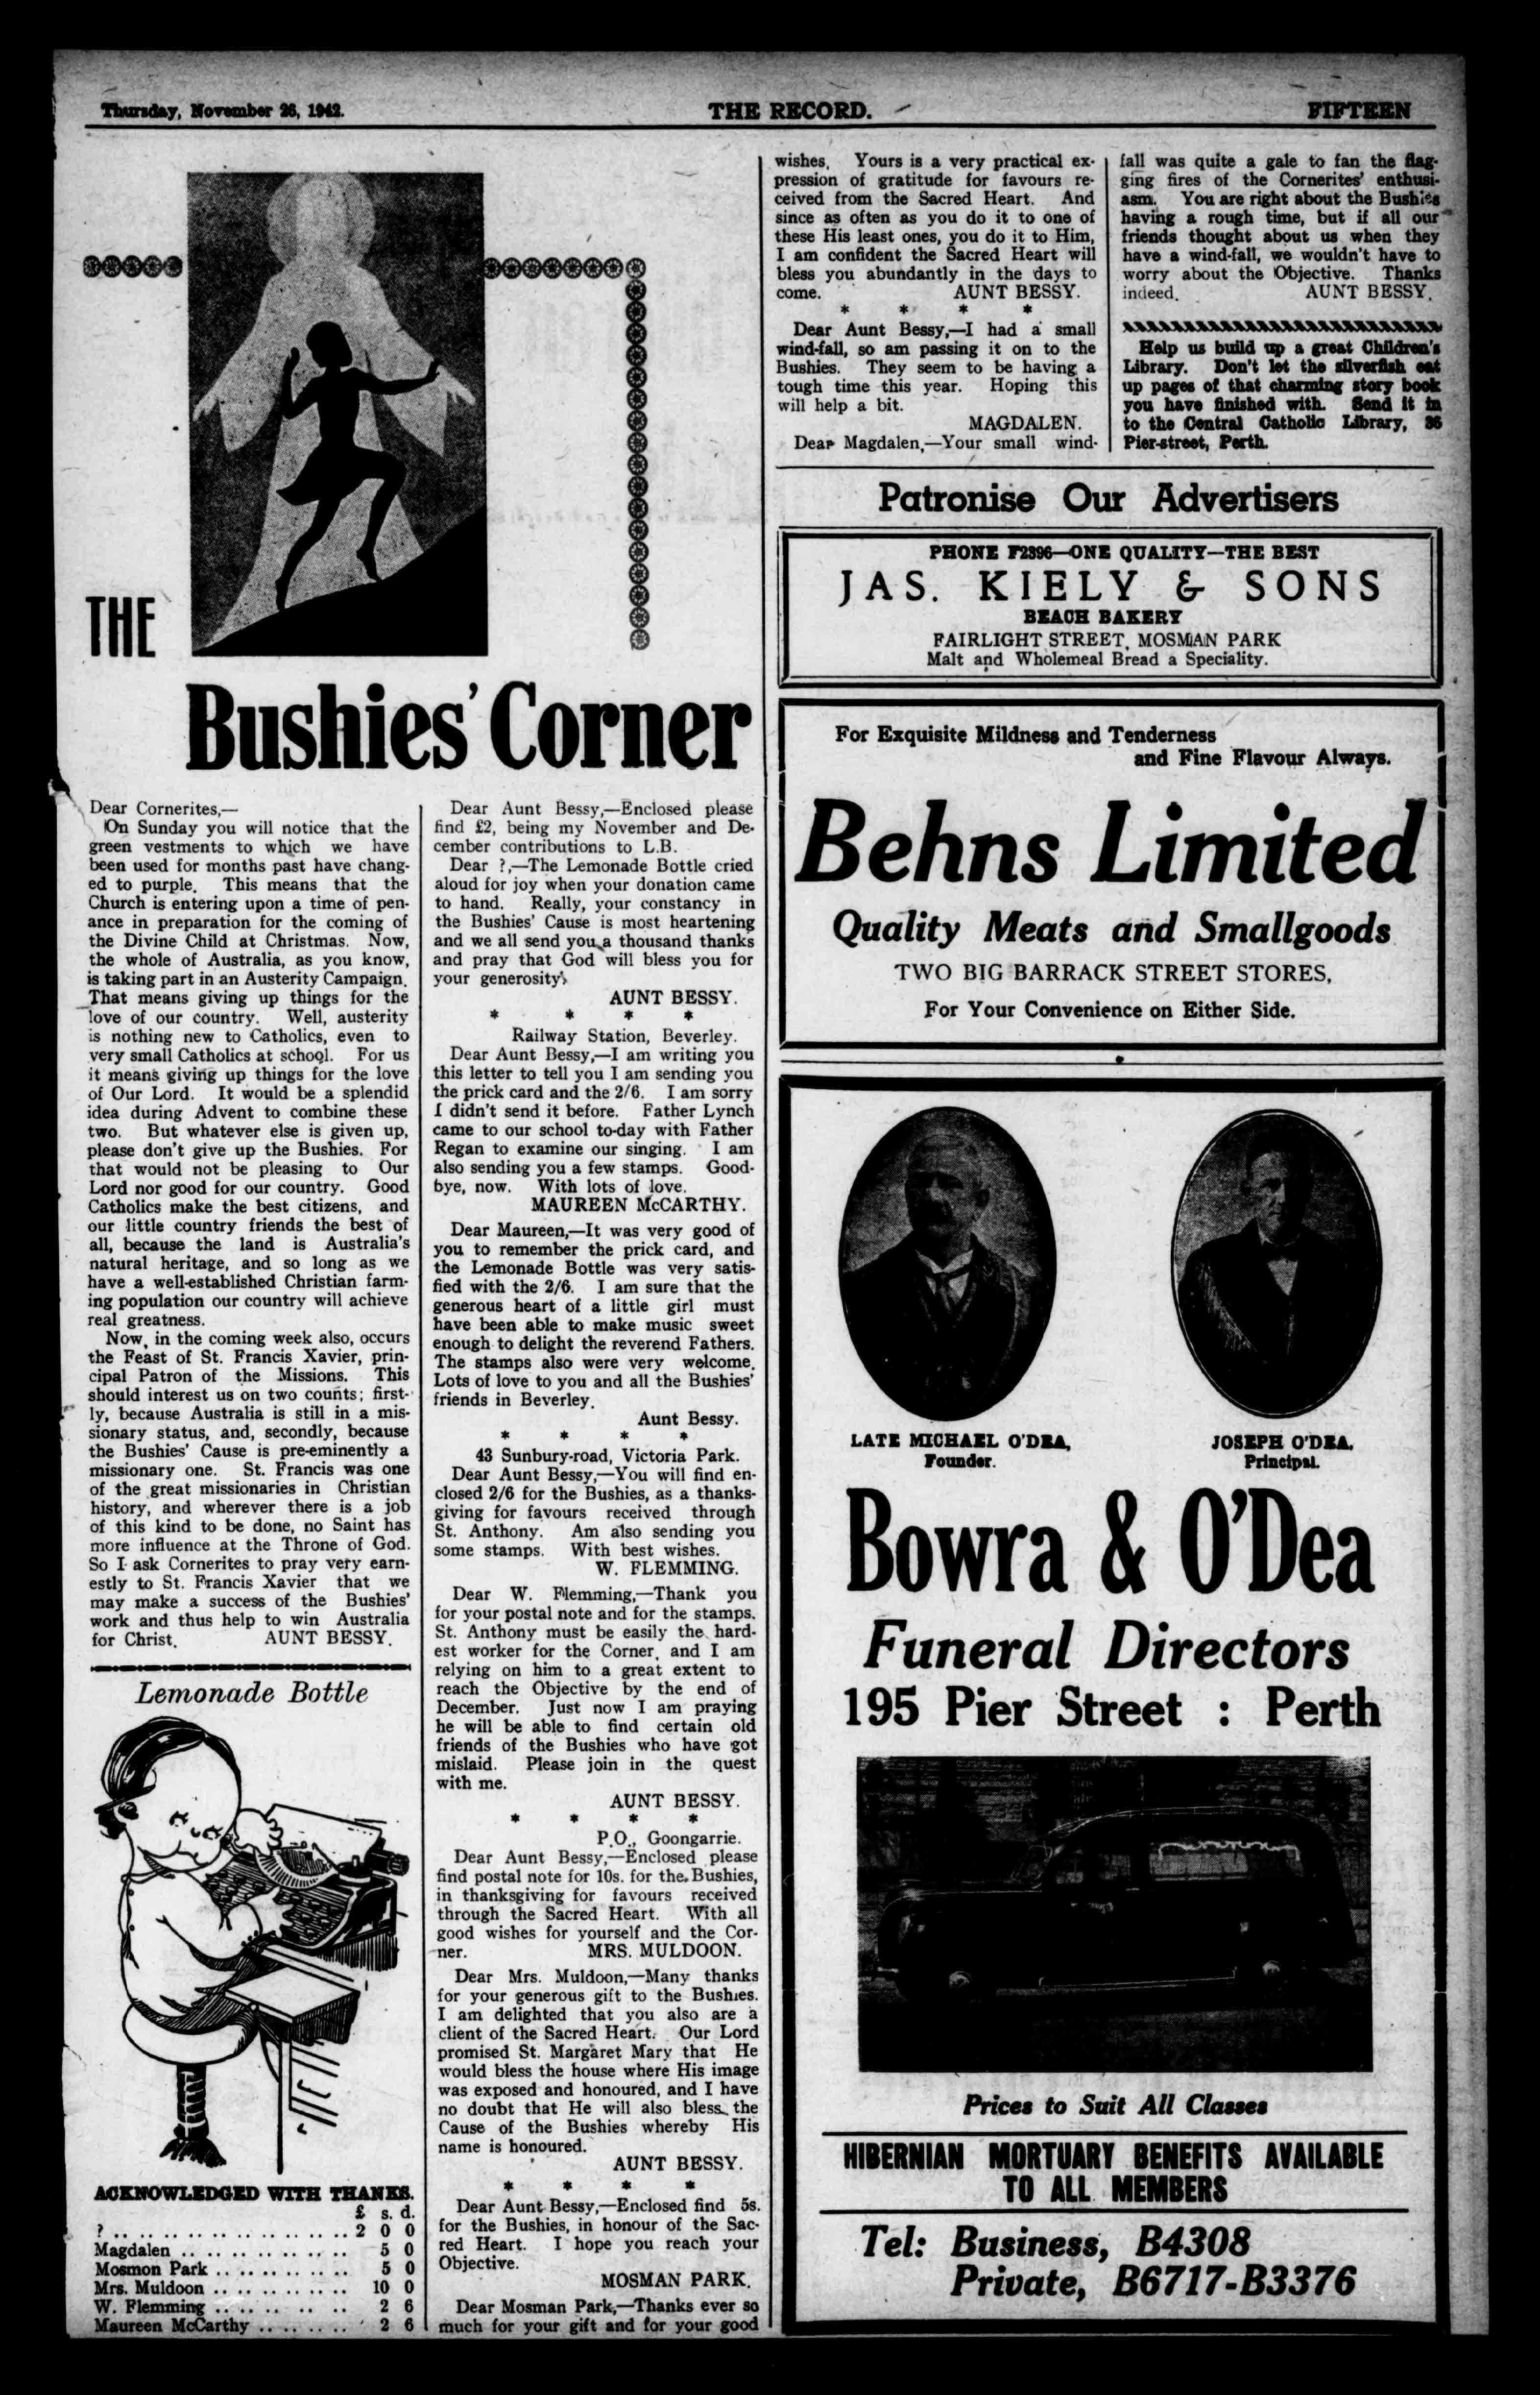 Thursday, November 26, 1942.
THE RECORD.
FIFTEEN
THE
Bushies' Corner
Dear Cornerites,—
On Sunday you will notice that the
green vestments to which we have
been used for months past have chang-
ed to purple. This means that the
Church is entering upon a time of pen-
ance in preparation for the coming of
the Divine Child at Christmas. Now,
the whole of Australia, as you know,
is taking part in an Austerity Campaign.
That means giving up things for the
love of our country. Well, austerity
is nothing new to Catholics, even to
very small Catholics at school. For us
it means giving up things for the love
of Our Lord. It would be a splendid
idea during Advent to combine these
two. But whatever else is given up,
please don't give up the Bushies. For
that would not be pleasing to Our
Lord nor good for our country. Good
Catholics make the best citizens, and
our little country friends the best of
all, because the land is Australia's
natural heritage, and so long as we
have a well-established Christian farm-
ing population our country will achieve
real greatness.
Now, in the coming week also, occurs
the Feast of St. Francis Xavier, prin-
cipal Patron of the Missions. This
should interest us on two counts; first-
ly, because Australia is still in a mis-
sionary status, and, secondly, because
the Bushies' Cause is pre-eminently a
missionary one. St. Francis was one
of the great missionaries in Christian
history, and wherever there is a job
of this kind to be done, no Saint has
more influence at the Throne of God.
So I ask Cornerites to pray very earn-
estly to St. Francis Xavier that we
may make a success of the Bushies'
work and thus help to win Australia
for Christ. AUNT BESSY.
Lemonade Bottle
ACKNOWLEDGED WITH THANKS.
£ s. d.
? .. .. .. .. .. .. .. .. .. .. 2 0 0
Magdalen .. .. .. .. .. .. .. 5 0
Mosmon Park .. .. .. .. .. .. 5 0
Mrs. Muldoon .. .. .. .. .. .. 10 0
W. Flemming .. .. .. .. .. .. 2 6
Maureen McCarthy .. .. .. .. 2 6
Dear Aunt Bessy,—Enclosed please
find £2, being my November and De-
cember contributions to L.B.
Dear ?,—The Lemonade Bottle cried
aloud for joy when your donation came
to hand. Really, your constancy in
the Bushies' Cause is most heartening
and we all send you a thousand thanks
and pray that God will bless you for
your generosity.
AUNT BESSY.
* * * *
Railway Station, Beverley.
Dear Aunt Bessy,—I am writing you
this letter to tell you I am sending you
the prick card and the 2/6. I am sorry
I didn't send it before. Father Lynch
came to our school to-day with Father
Regan to examine our singing. I am
also sending you a few stamps. Good-
bye, now. With lots of love.
MAUREEN McCARTHY.
Dear Maureen,—It was very good of
you to remember the prick card, and
the Lemonade Bottle was very satis-
fied with the 2/6. I am sure that the
generous heart of a little girl must
have been able to make music sweet
enough to delight the reverend Fathers.
The stamps also were very welcome.
Lots of love to you and all the Bushies'
friends in Beverley.
Aunt Bessy.
* * * *
43 Sunbury-road, Victoria Park.
Dear Aunt Bessy,—You will find en-
closed 2/6 for the Bushies, as a thanks-
giving for favours received through
St. Anthony. Am also sending you
some stamps. With best wishes.
W. FLEMMING.
Dear W. Flemming,—Thank you
for your postal note and for the stamps.
St. Anthony must be easily the hard-
est worker for the Corner, and I am
relying on him to a great extent to
reach the Objective by the end of
December. Just now I am praying
he will be able to find certain old
friends of the Bushies who have got
mislaid. Please join in the quest
with me.
AUNT BESSY.
* * * *
P.O., Goongarrie.
Dear Aunt Bessy,—Enclosed please
find postal note for 10s. for the Bushies,
in thanksgiving for favours received
through the Sacred Heart. With all
good wishes for yourself and the Cor-
ner. MRS. MULDOON.
Dear Mrs. Muldoon,—Many thanks
for your generous gift to the Bushies.
I am delighted that you also are a
client of the Sacred Heart. Our Lord
promised St. Margaret Mary that He
would bless the house where His image
was exposed and honoured, and I have
no doubt that He will also bless the
Cause of the Bushies whereby His
name is honoured.
AUNT BESSY.
* * * *
Dear Aunt Bessy,—Enclosed find 5s.
for the Bushies, in honour of the Sac-
red Heart. I hope you reach your
Objective.
MOSMAN PARK.
Dear Mosman Park,—Thanks ever so
much for your gift and for your good
wishes. Yours is a very practical ex-
pression of gratitude for favours re-
ceived from the Sacred Heart. And
since as often as you do it to one of
these His least ones, you do it to Him,
I am confident the Sacred Heart will
bless you abundantly in the days to
come. AUNT BESSY.
* * * *
Dear Aunt Bessy,—I had a small
wind-fall, so am passing it on to the
Bushies. They seem to be having a
tough time this year. Hoping this
will help a bit.
MAGDALEN.
Dear Magdalen,—Your small wind-
fall was quite a gale to fan the flag-
ging fires of the Cornerites' enthusi-
asm. You are right about the Bushies
having a rough time, but if all our
friends thought about us when they
have a wind-fall, we wouldn't have to
worry about the Objective. Thanks
indeed. AUNT BESSY.
Help us build up a great Children's
Library. Don't let the silverfish eat
up pages of that charming story book
you have finished with. Send it in
to the Central Catholic Library, 36
Pier-street, Perth.
Patronise Our Advertisers
PHONE F2396—ONE QUALITY—THE BEST
JAS. KIELY & SONS
BEACH BAKERY
FAIRLIGHT STREET, MOSMAN PARK
Malt and Wholemeal Bread a Speciality.
For Exquisite Mildness and Tenderness
and Fine Flavour Always.
Behns Limited
Quality Meats and Smallgoods
TWO BIG BARRACK STREET STORES,
For Your Convenience on Either Side.
LATE MICHAEL O'DEA,
Founder.
JOSEPH O'DEA,
Principal.
Bowra & O'Dea
Funeral Directors
195 Pier Street : Perth
Prices to Suit All Classes
HIBERNIAN MORTUARY BENEFITS AVAILABLE
TO ALL MEMBERS
Tel: Business, B4308
Private, B6717-B3376